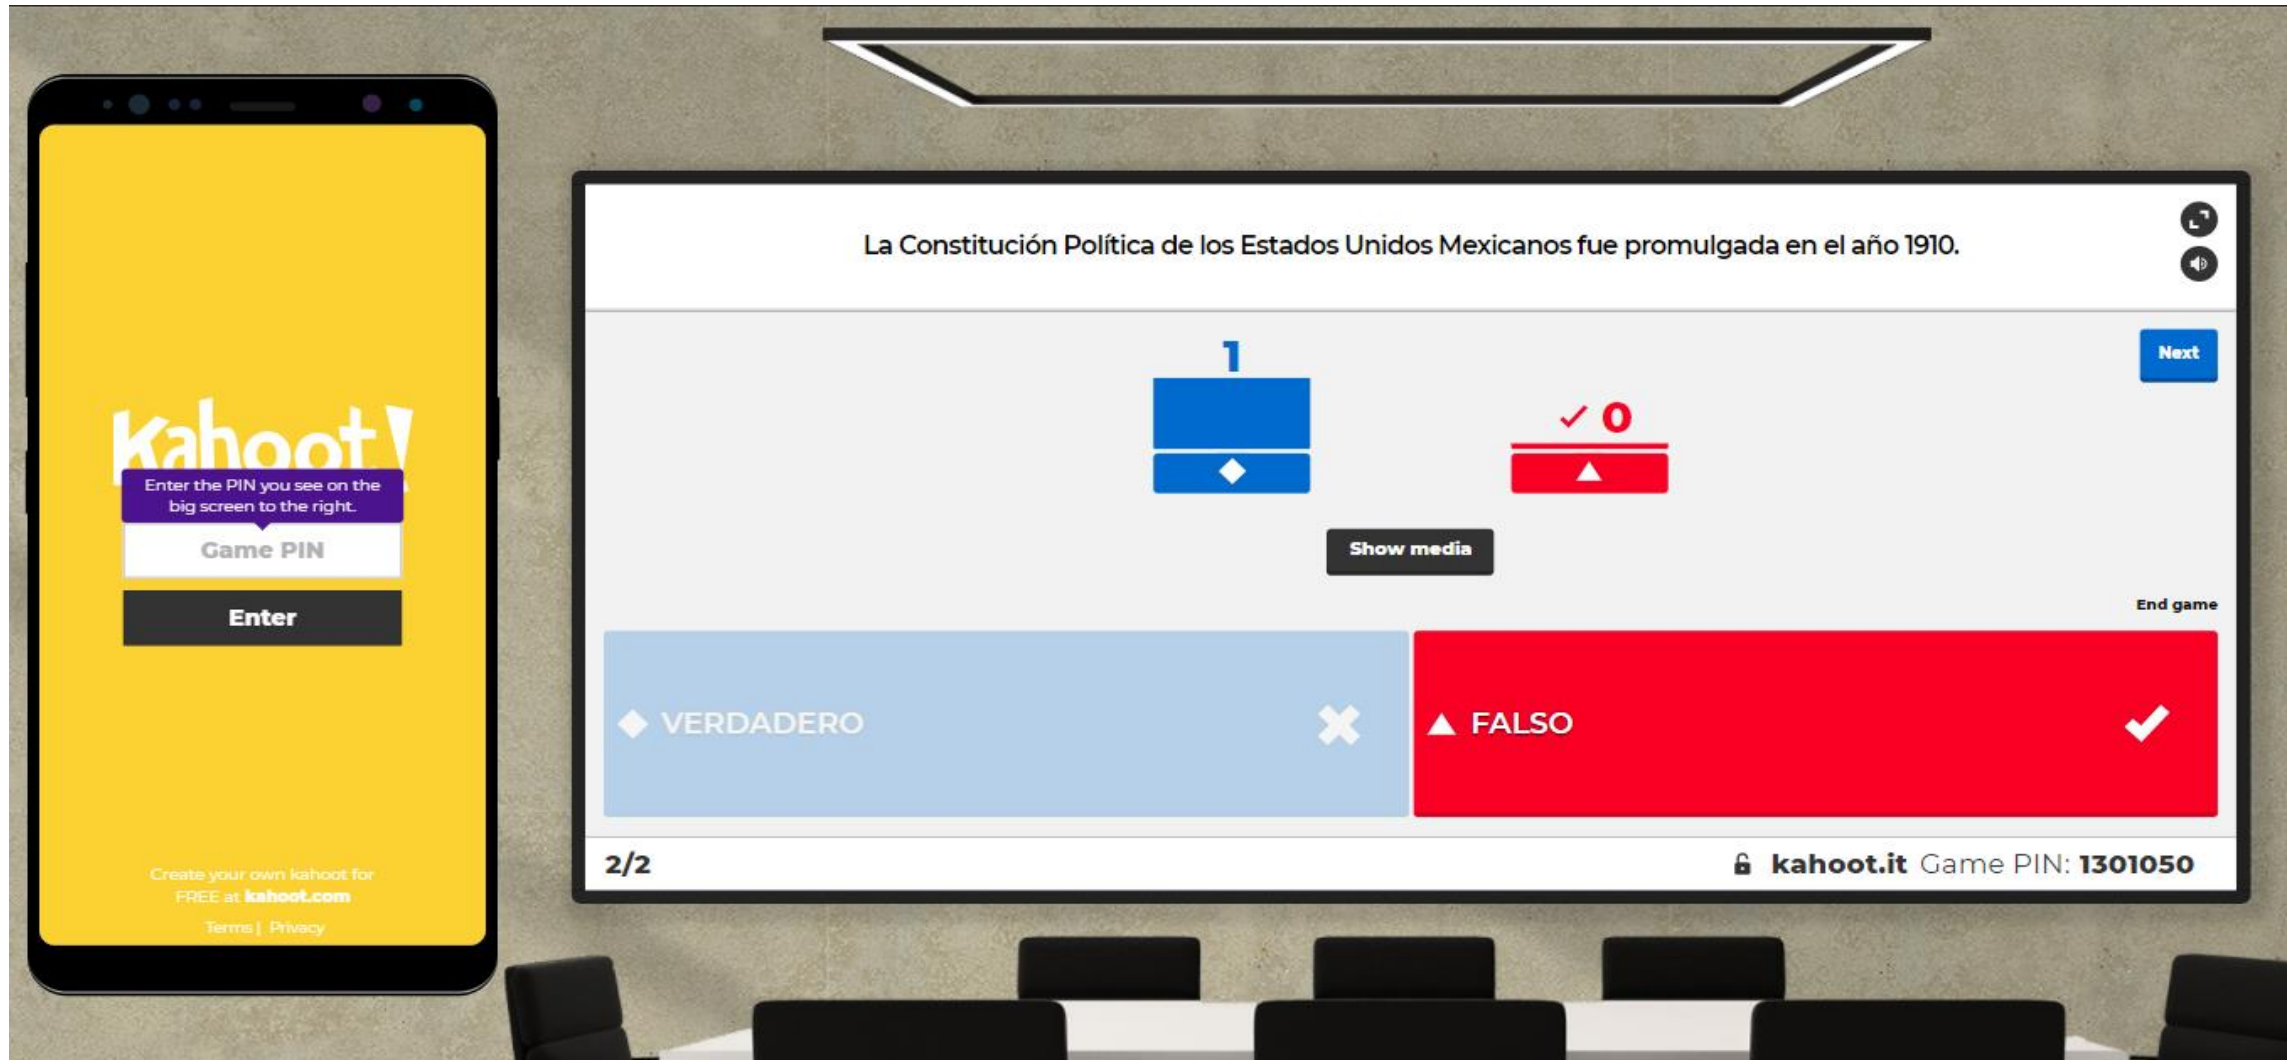 Kahoot!
Enter the PIN you see on the
big screen to the right.
Game PIN
Enter
Create your own kahoot for
FREE at kahoot.com
Terms | Privacy
La Constitución Política de los Estados Unidos Mexicanos fue promulgada en el año 1910.
Next
1
0
Show media
End game
VERDADERO
FALSO
2/2
kahoot.it Game PIN: 1301050